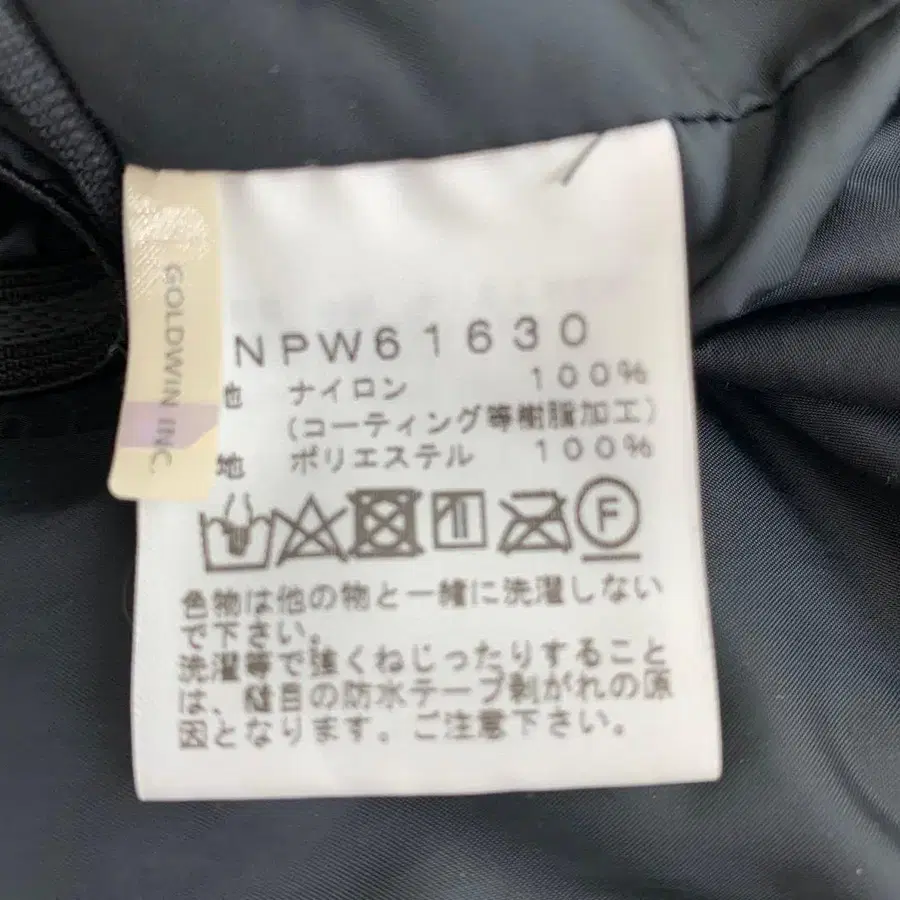 GOLDWIN INC.
NPW61630
ナイロン 100%
(コーティング等樹脂加工)
地 ポリエステル 100%
F
色物は他の物と一緒に洗濯しない
で下さい。
洗濯等で強くねじったりすること
は、縫目の防水テープ剥がれの原
因となります。ご注意下さい。